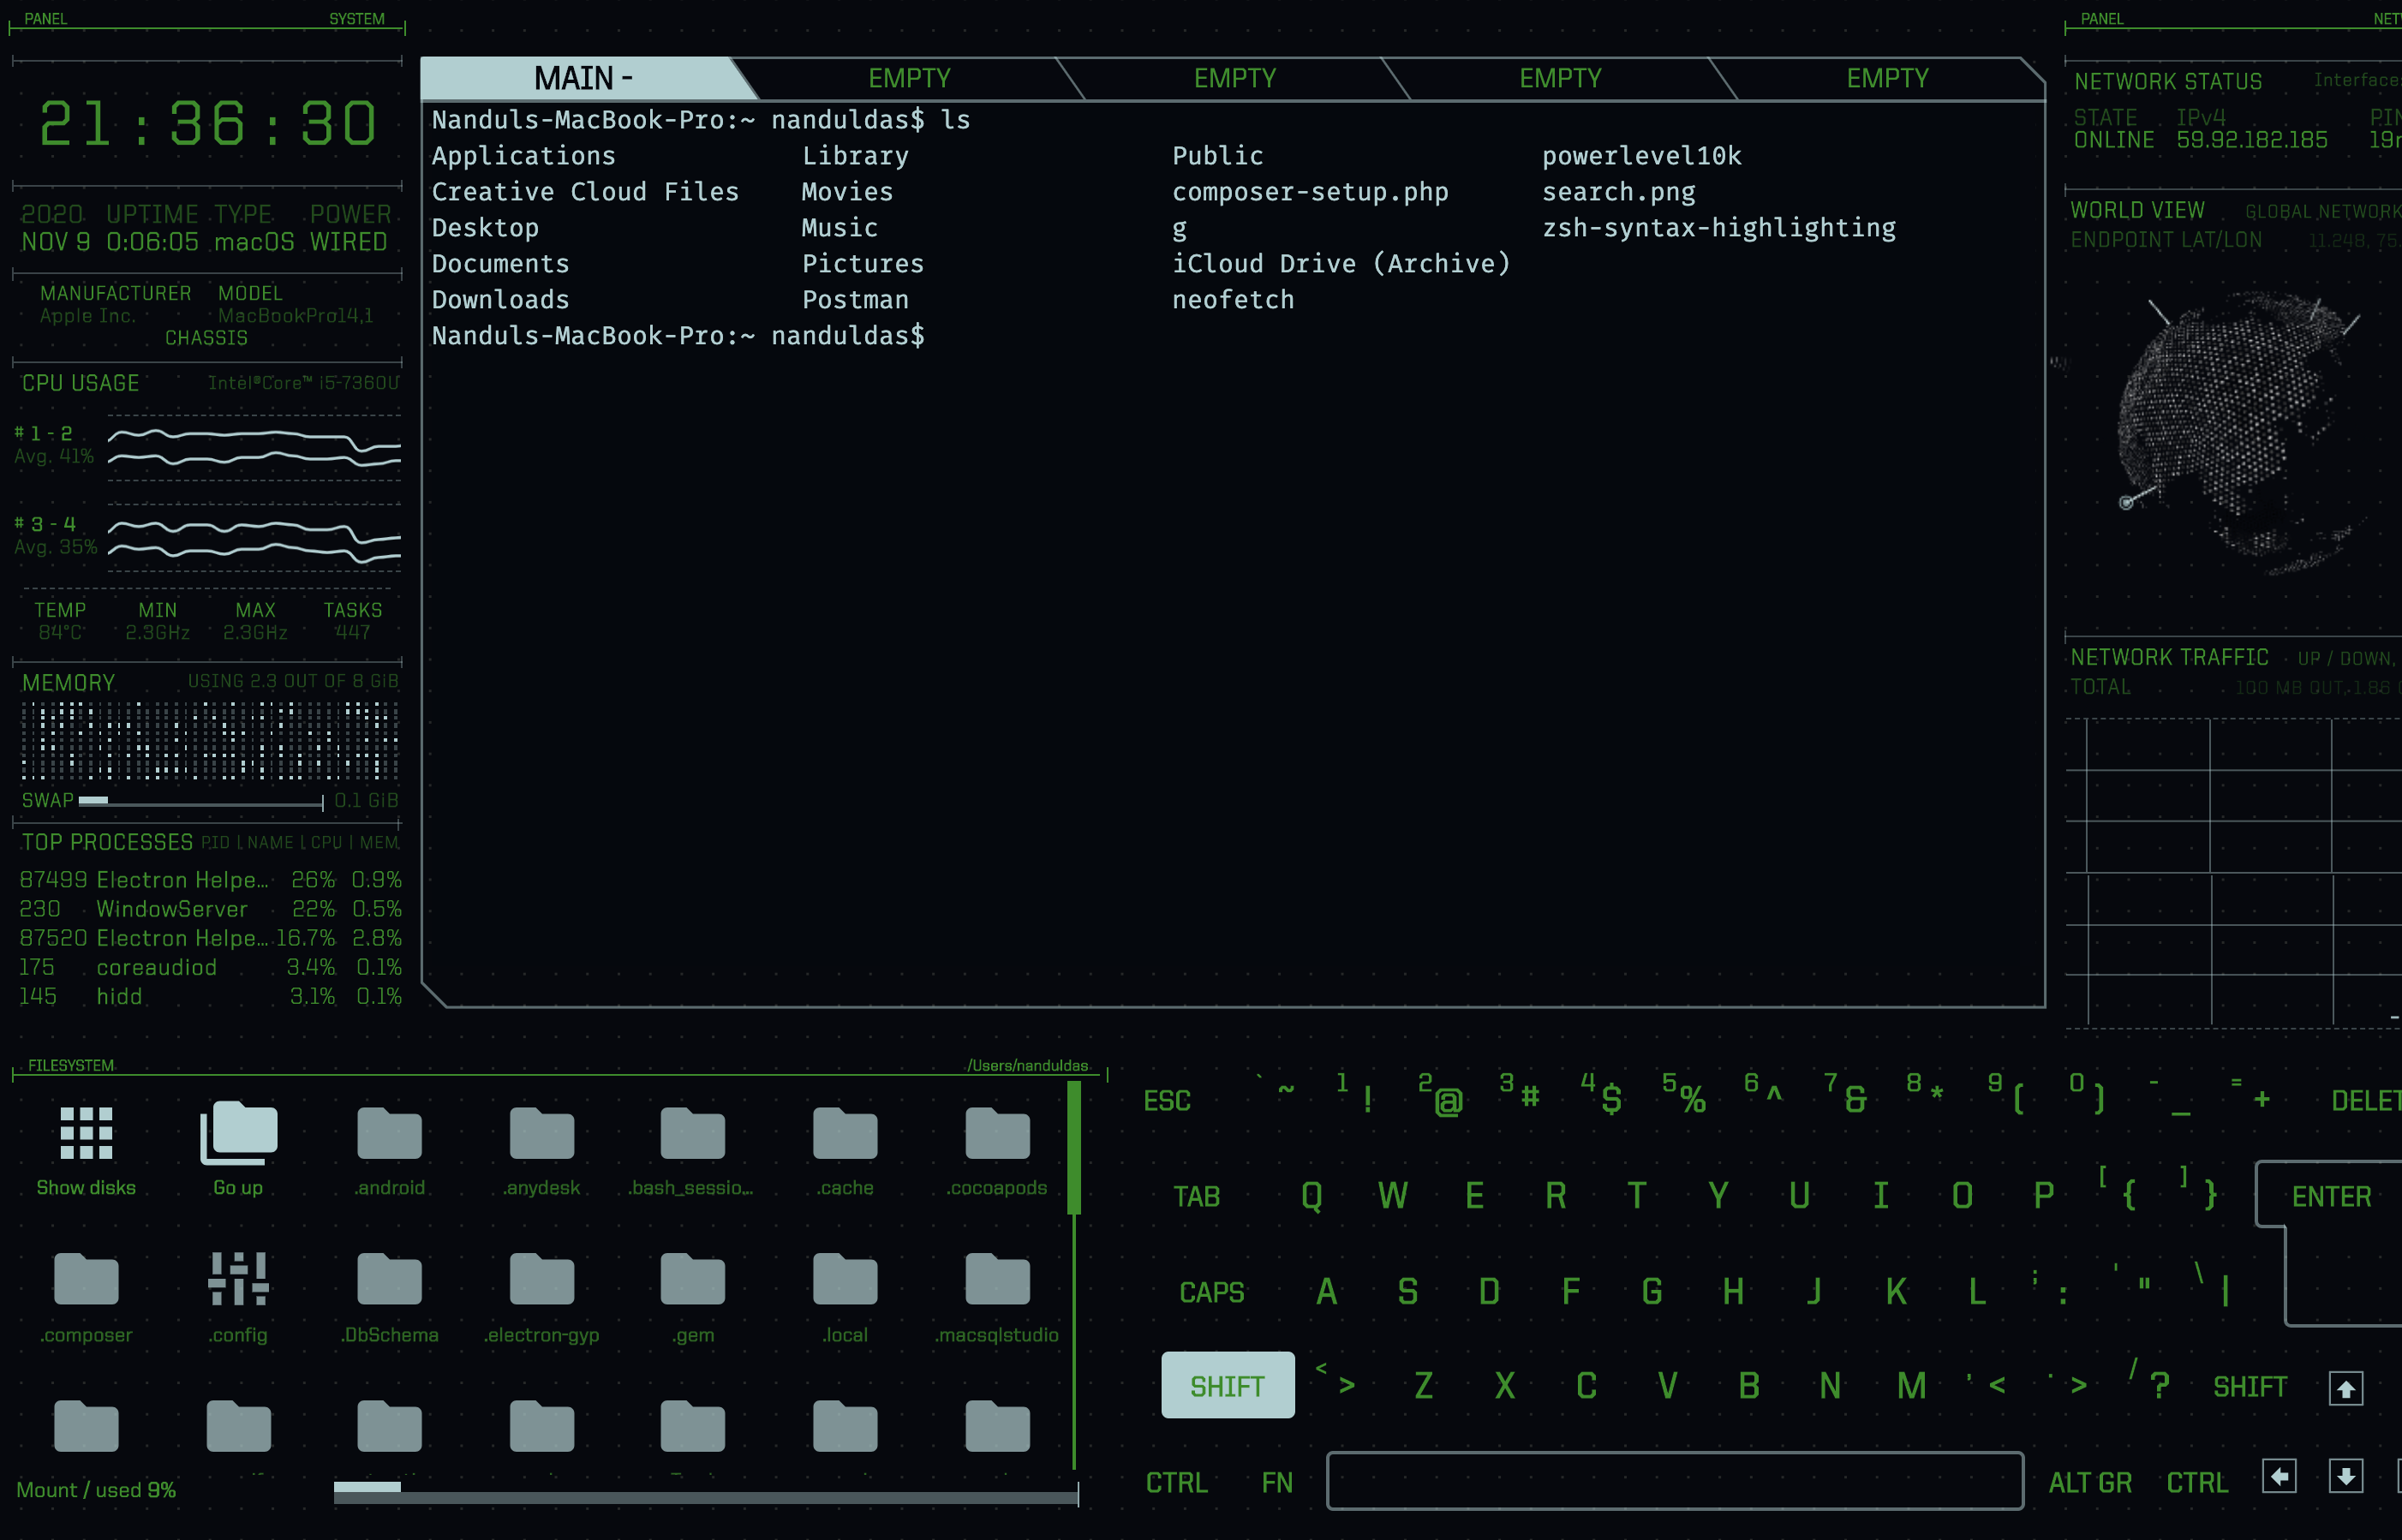 PANEL SYSTEM
21:36:30
2020 UPTIME TYPE POWER
NOV 9 0:06:05 macOS WIRED
MANUFACTURER MODEL
Apple Inc. MacBookPro14,1
CHASSIS
CPU USAGE Intel®Core™ i5-7360U
# 1 - 2
Avg. 41%
# 3 - 4
Avg. 35%
TEMP MIN MAX TASKS
84°C 2.3GHz 2.3GHz 447
MEMORY USING 2.3 OUT OF 8 GiB
SWAP 0.1 GiB
TOP PROCESSES PID | NAME | CPU | MEM
87499 Electron Helpe... 26% 0.9%
230 WindowServer 22% 0.5%
87520 Electron Helpe... 16.7% 2.8%
175 coreaudiod 3.4% 0.1%
145 hidd 3.1% 0.1%
MAIN - EMPTY EMPTY EMPTY EMPTY
Nanduls-MacBook-Pro:~ nanduldas$ ls
Applications Library Public powerlevel10k
Creative Cloud Files Movies composer-setup.php search.png
Desktop Music g zsh-syntax-highlighting
Documents Pictures iCloud Drive (Archive)
Downloads Postman neofetch
Nanduls-MacBook-Pro:~ nanduldas$
PANEL NETW
NETWORK STATUS Interface:
STATE IPv4 PIN
ONLINE 59.92.182.185 19m
WORLD VIEW GLOBAL NETWORK
ENDPOINT LAT/LON 11.248, 75.
NETWORK TRAFFIC UP / DOWN,
TOTAL 100 MB OUT, 1.86
FILESYSTEM /Users/nanduldas
Show disks Go up .android .anydesk .bash_sessio... .cache .cocoapods
.composer .config .DbSchema .electron-gyp .gem .local .macsqlstudio
Mount / used 9%
ESC ` ~ 1 ! 2 @ 3 # 4 $ 5 % 6 ^ 7 & 8 * 9 ( 0 ) - _ = + DELET
TAB Q W E R T Y U I O P [ { ] } ENTER
CAPS A S D F G H J K L ; : ' " \ |
SHIFT < > Z X C V B N M , < . > / ? SHIFT
CTRL FN ALT GR CTRL